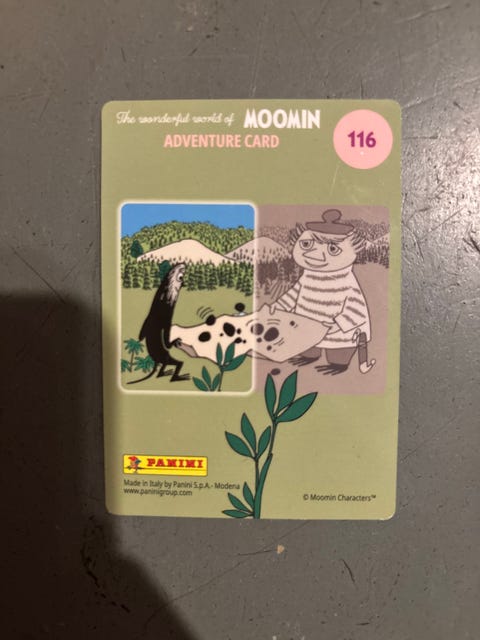 The wonderful world of MOOMIN
ADVENTURE CARD
116
PANINI
Made in Italy by Panini S.p.A.- Modena
www.paninigroup.com
© Moomin Characters™